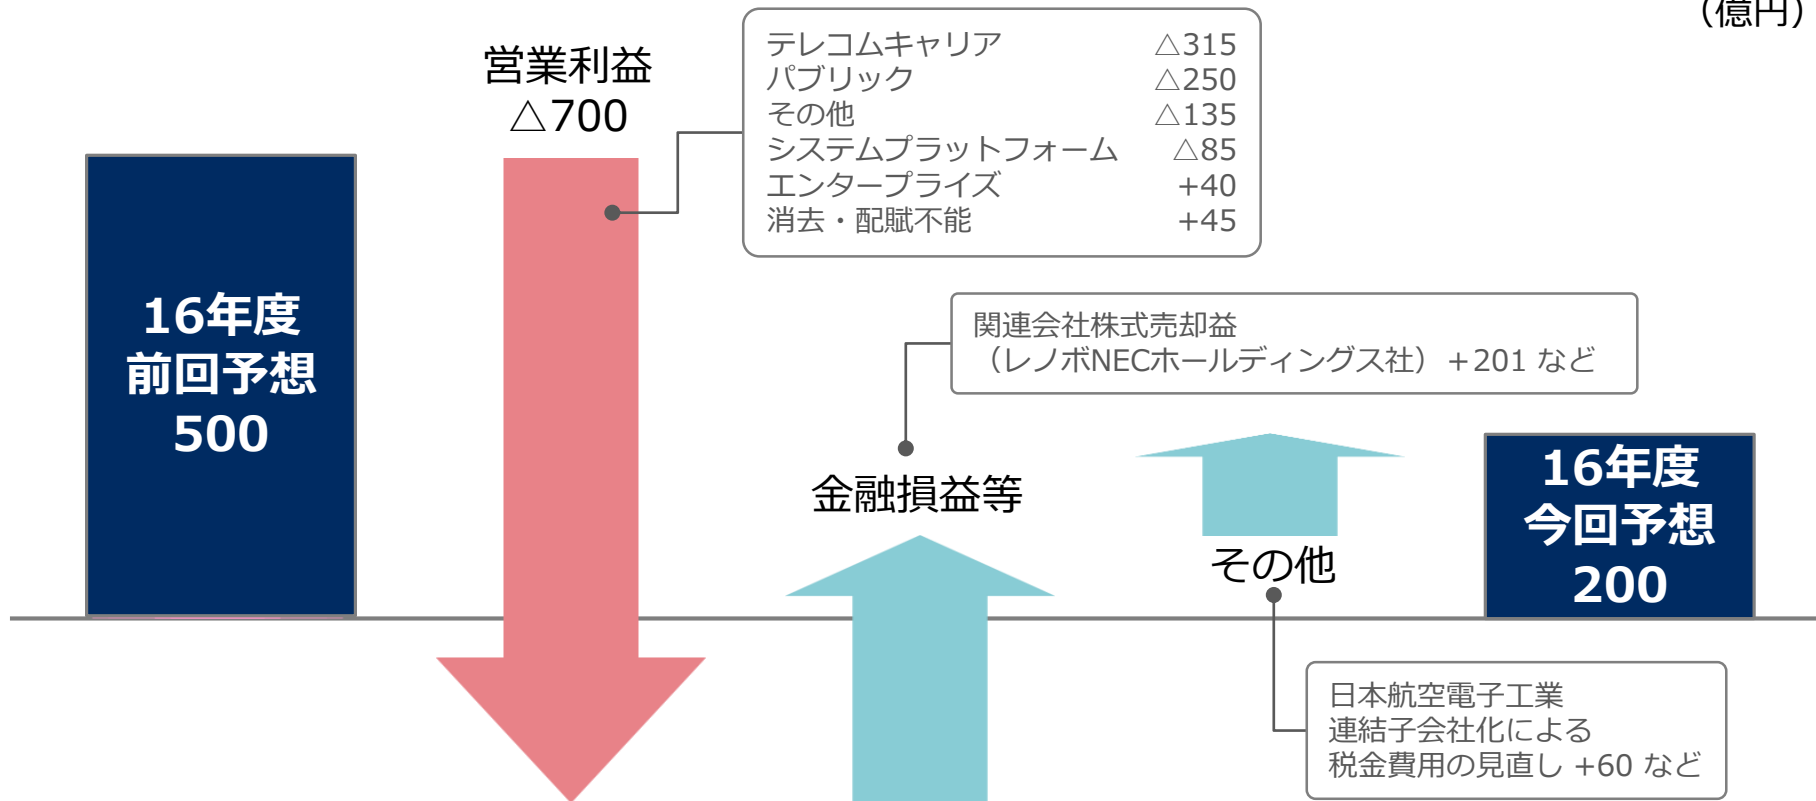 （億円）
営業利益
△700
テレコムキャリア △315
パブリック △250
その他 △135
システムプラットフォーム △85
エンタープライズ +40
消去・配賦不能 +45
16年度
前回予想
500
関連会社株式売却益
（レノボNECホールディングス社）+201 など
金融損益等
その他
16年度
今回予想
200
日本航空電子工業
連結子会社化による
税金費用の見直し +60 など